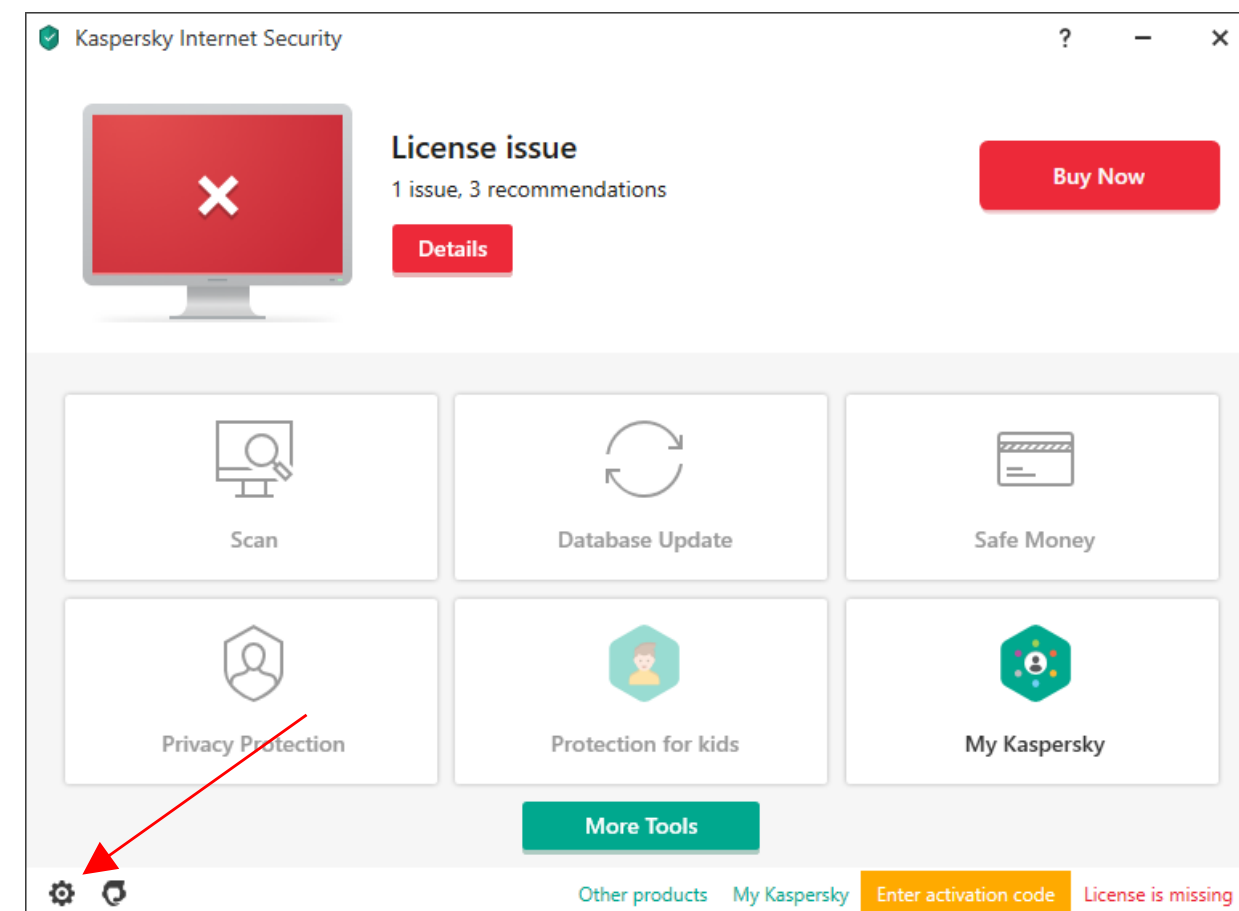 Kaspersky Internet Security
?
License issue
1 issue, 3 recommendations
Buy Now
Details
Scan
Database Update
Safe Money
Privacy Protection
Protection for kids
My Kaspersky
More Tools
Other products
My Kaspersky
Enter activation code
License is missing